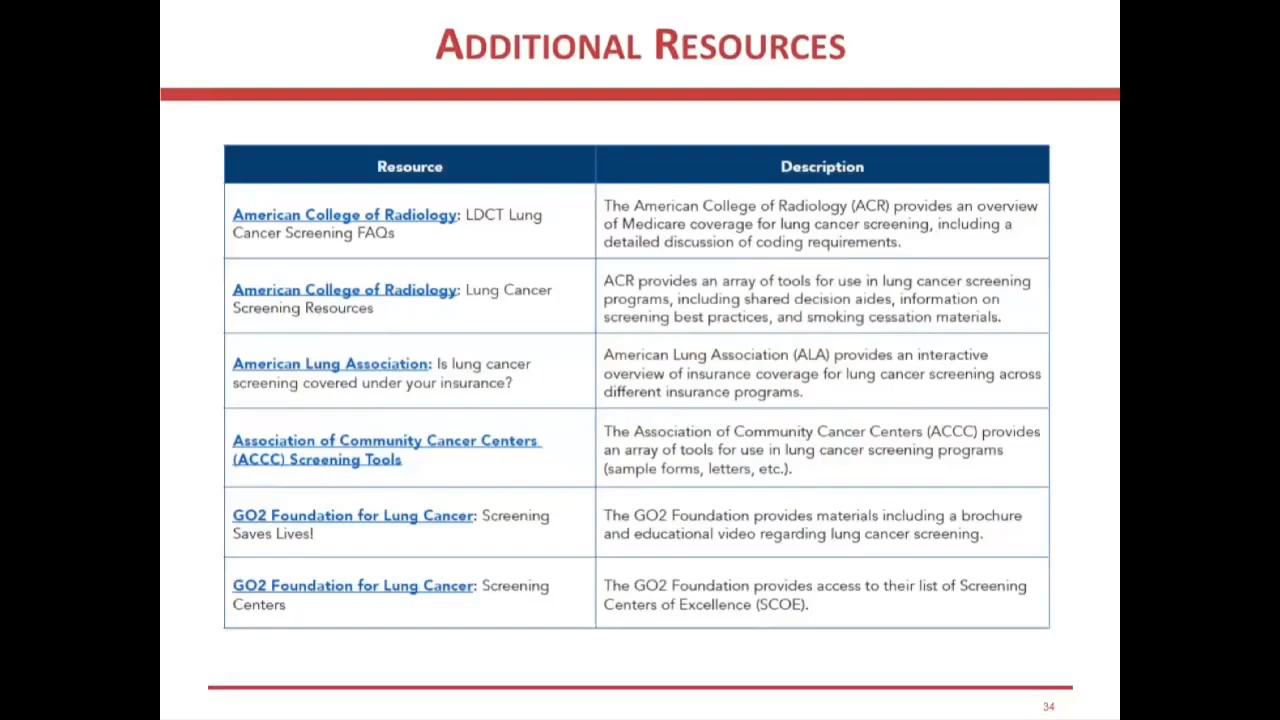 ADDITIONAL RESOURCES
Resource
Description
American College of Radiology: LDCT Lung
Cancer Screening FAQs
The American College of Radiology (ACR) provides an overview
of Medicare coverage for lung cancer screening, including a
detailed discussion of coding requirements.
American College of Radiology: Lung Cancer
Screening Resources
ACR provides an array of tools for use in lung cancer screening
programs, including shared decision aides, information on
screening best practices, and smoking cessation materials.
American Lung Association: Is lung cancer
screening covered under your insurance?
American Lung Association (ALA) provides an interactive
overview of insurance coverage for lung cancer screening across
different insurance programs.
Association of Community Cancer Centers
(ACCC) Screening Tools
The Association of Community Cancer Centers (ACCC) provides
an array of tools for use in lung cancer screening programs
(sample forms, letters, etc.).
GO2 Foundation for Lung Cancer: Screening
Saves Lives!
The GO2 Foundation provides materials including a brochure
and educational video regarding lung cancer screening.
GO2 Foundation for Lung Cancer: Screening
Centers
The GO2 Foundation provides access to their list of Screening
Centers of Excellence (SCOE).
34